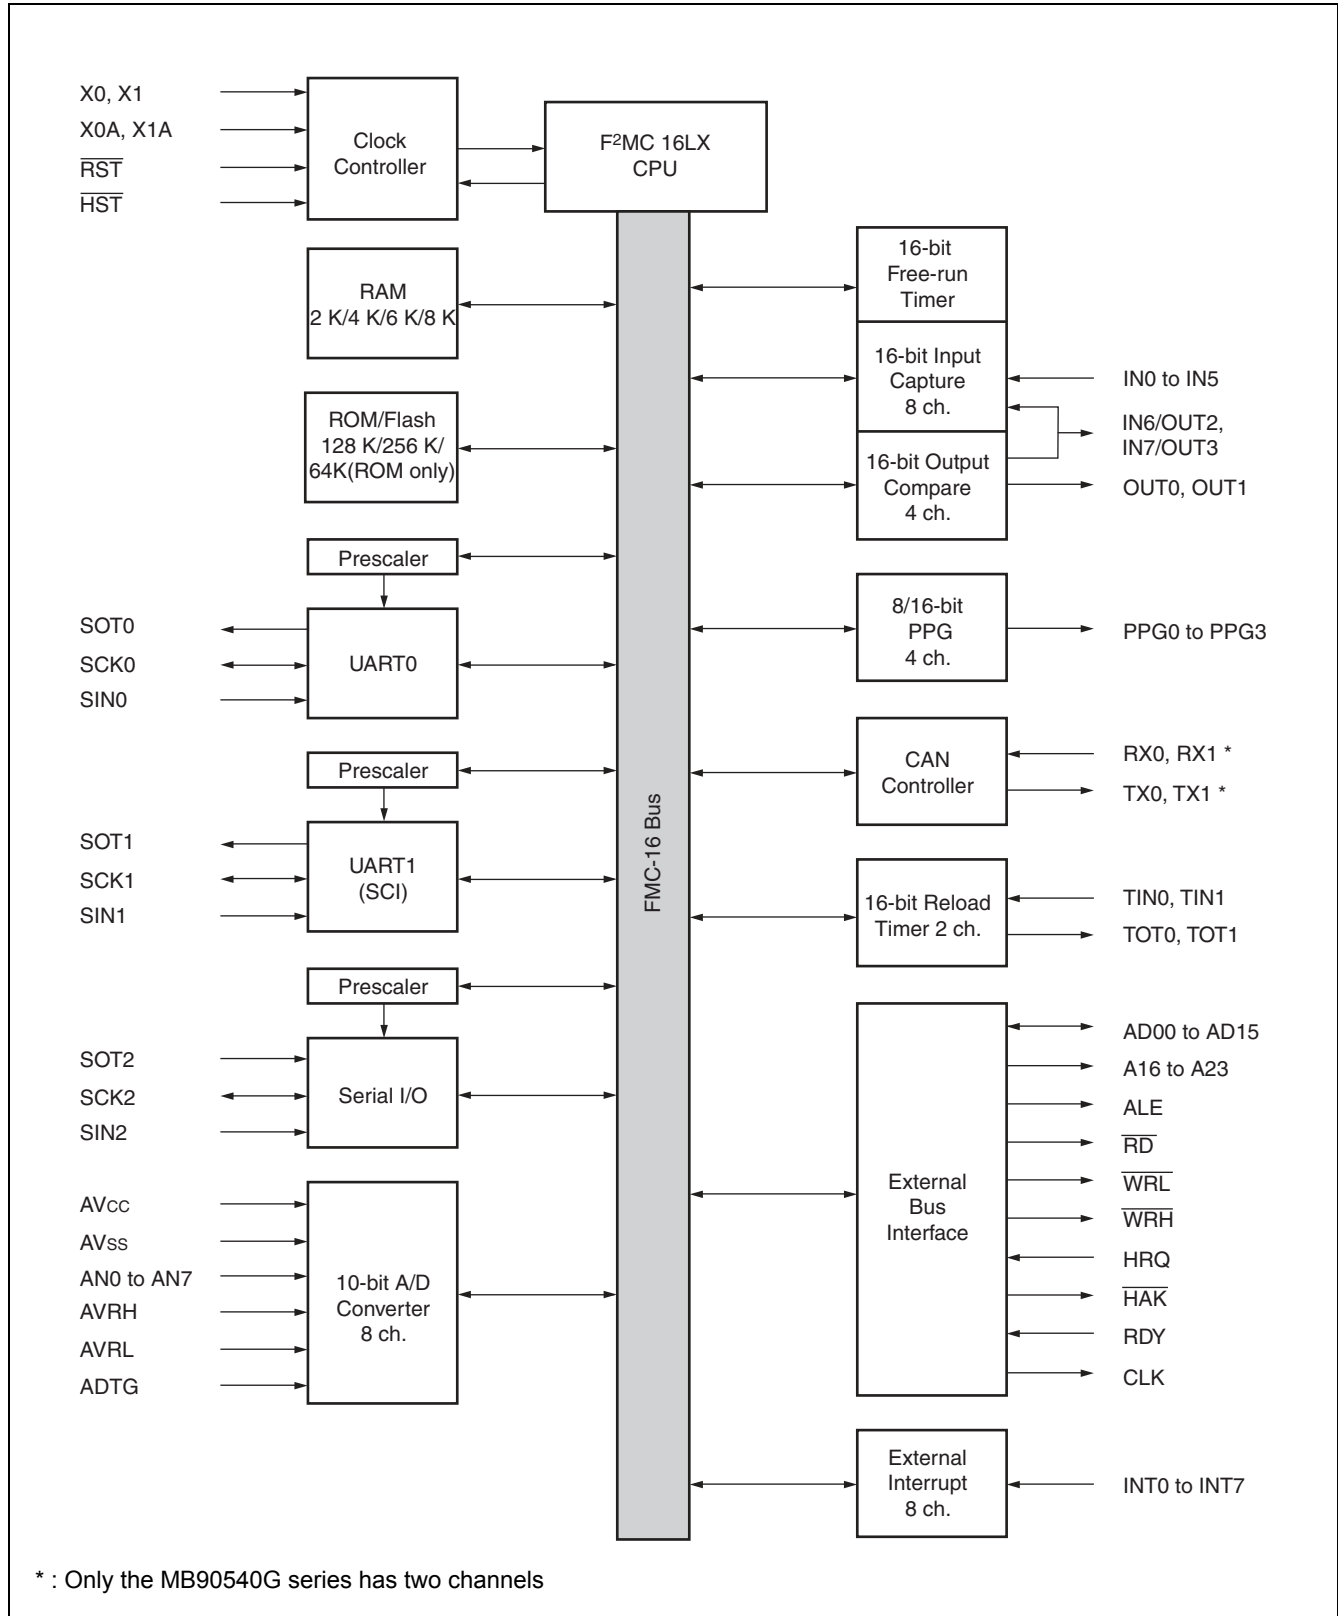 X0, X1
X0A, X1A
RST
HST
Clock
Controller
F²MC 16LX
CPU
RAM
2 K/4 K/6 K/8 K
ROM/Flash
128 K/256 K/
64K(ROM only)
Prescaler
SOT0
SCK0
SIN0
UART0
Prescaler
SOT1
SCK1
SIN1
UART1
(SCI)
Prescaler
SOT2
SCK2
SIN2
Serial I/O
AVCC
AVSS
AN0 to AN7
AVRH
AVRL
ADTG
10-bit A/D
Converter
8 ch.
FMC-16 Bus
16-bit
Free-run
Timer
16-bit Input
Capture
8 ch.
IN0 to IN5
IN6/OUT2,
IN7/OUT3
16-bit Output
Compare
4 ch.
OUT0, OUT1
8/16-bit
PPG
4 ch.
PPG0 to PPG3
CAN
Controller
RX0, RX1 *
TX0, TX1 *
16-bit Reload
Timer 2 ch.
TIN0, TIN1
TOT0, TOT1
External
Bus
Interface
AD00 to AD15
A16 to A23
ALE
RD
WRL
WRH
HRQ
HAK
RDY
CLK
External
Interrupt
8 ch.
INT0 to INT7
* : Only the MB90540G series has two channels